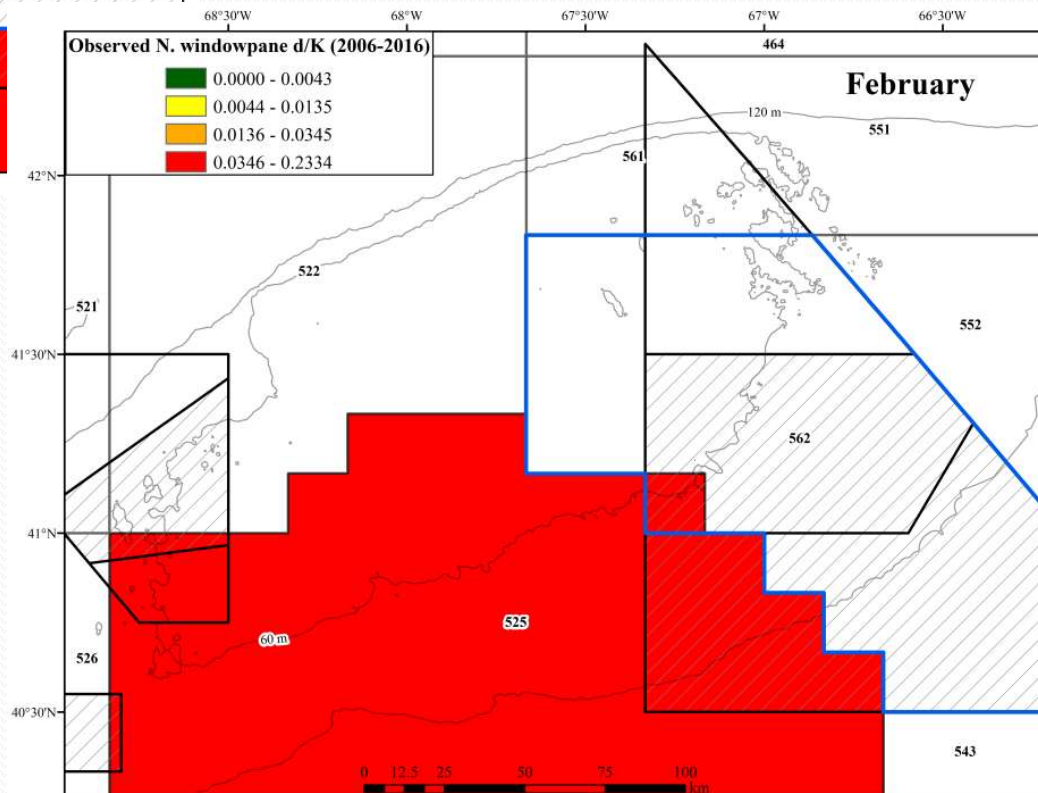 68°30'W
68°W
67°30'W
67°W
66°30'W
Observed N. windowpane d/K (2006-2016)
0.0000 - 0.0043
0.0044 - 0.0135
0.0136 - 0.0345
0.0346 - 0.2334
464
February
120 m
551
561
42°N
522
521
552
41°30'N
562
41°N
525
60 m
526
40°30'N
543
0 12.5 25 50 75 100
km